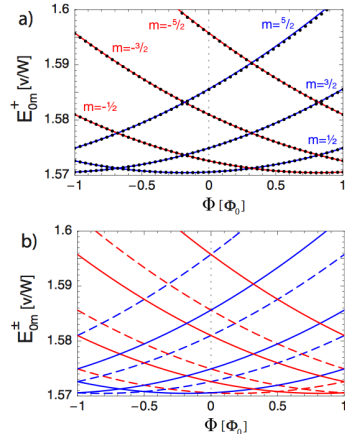 a)
1.6
1.59
1.58
1.57
E⁺₀ₘ [v/W]
m=-⁵/₂
m=-³/₂
m=-½
m=⁵/₂
m=³/₂
m=½
-1 -0.5 0 0.5 1
Φ [Φ₀]
b)
1.6
1.59
1.58
1.57
E±₀ₘ [v/W]
-1 -0.5 0 0.5 1
Φ [Φ₀]